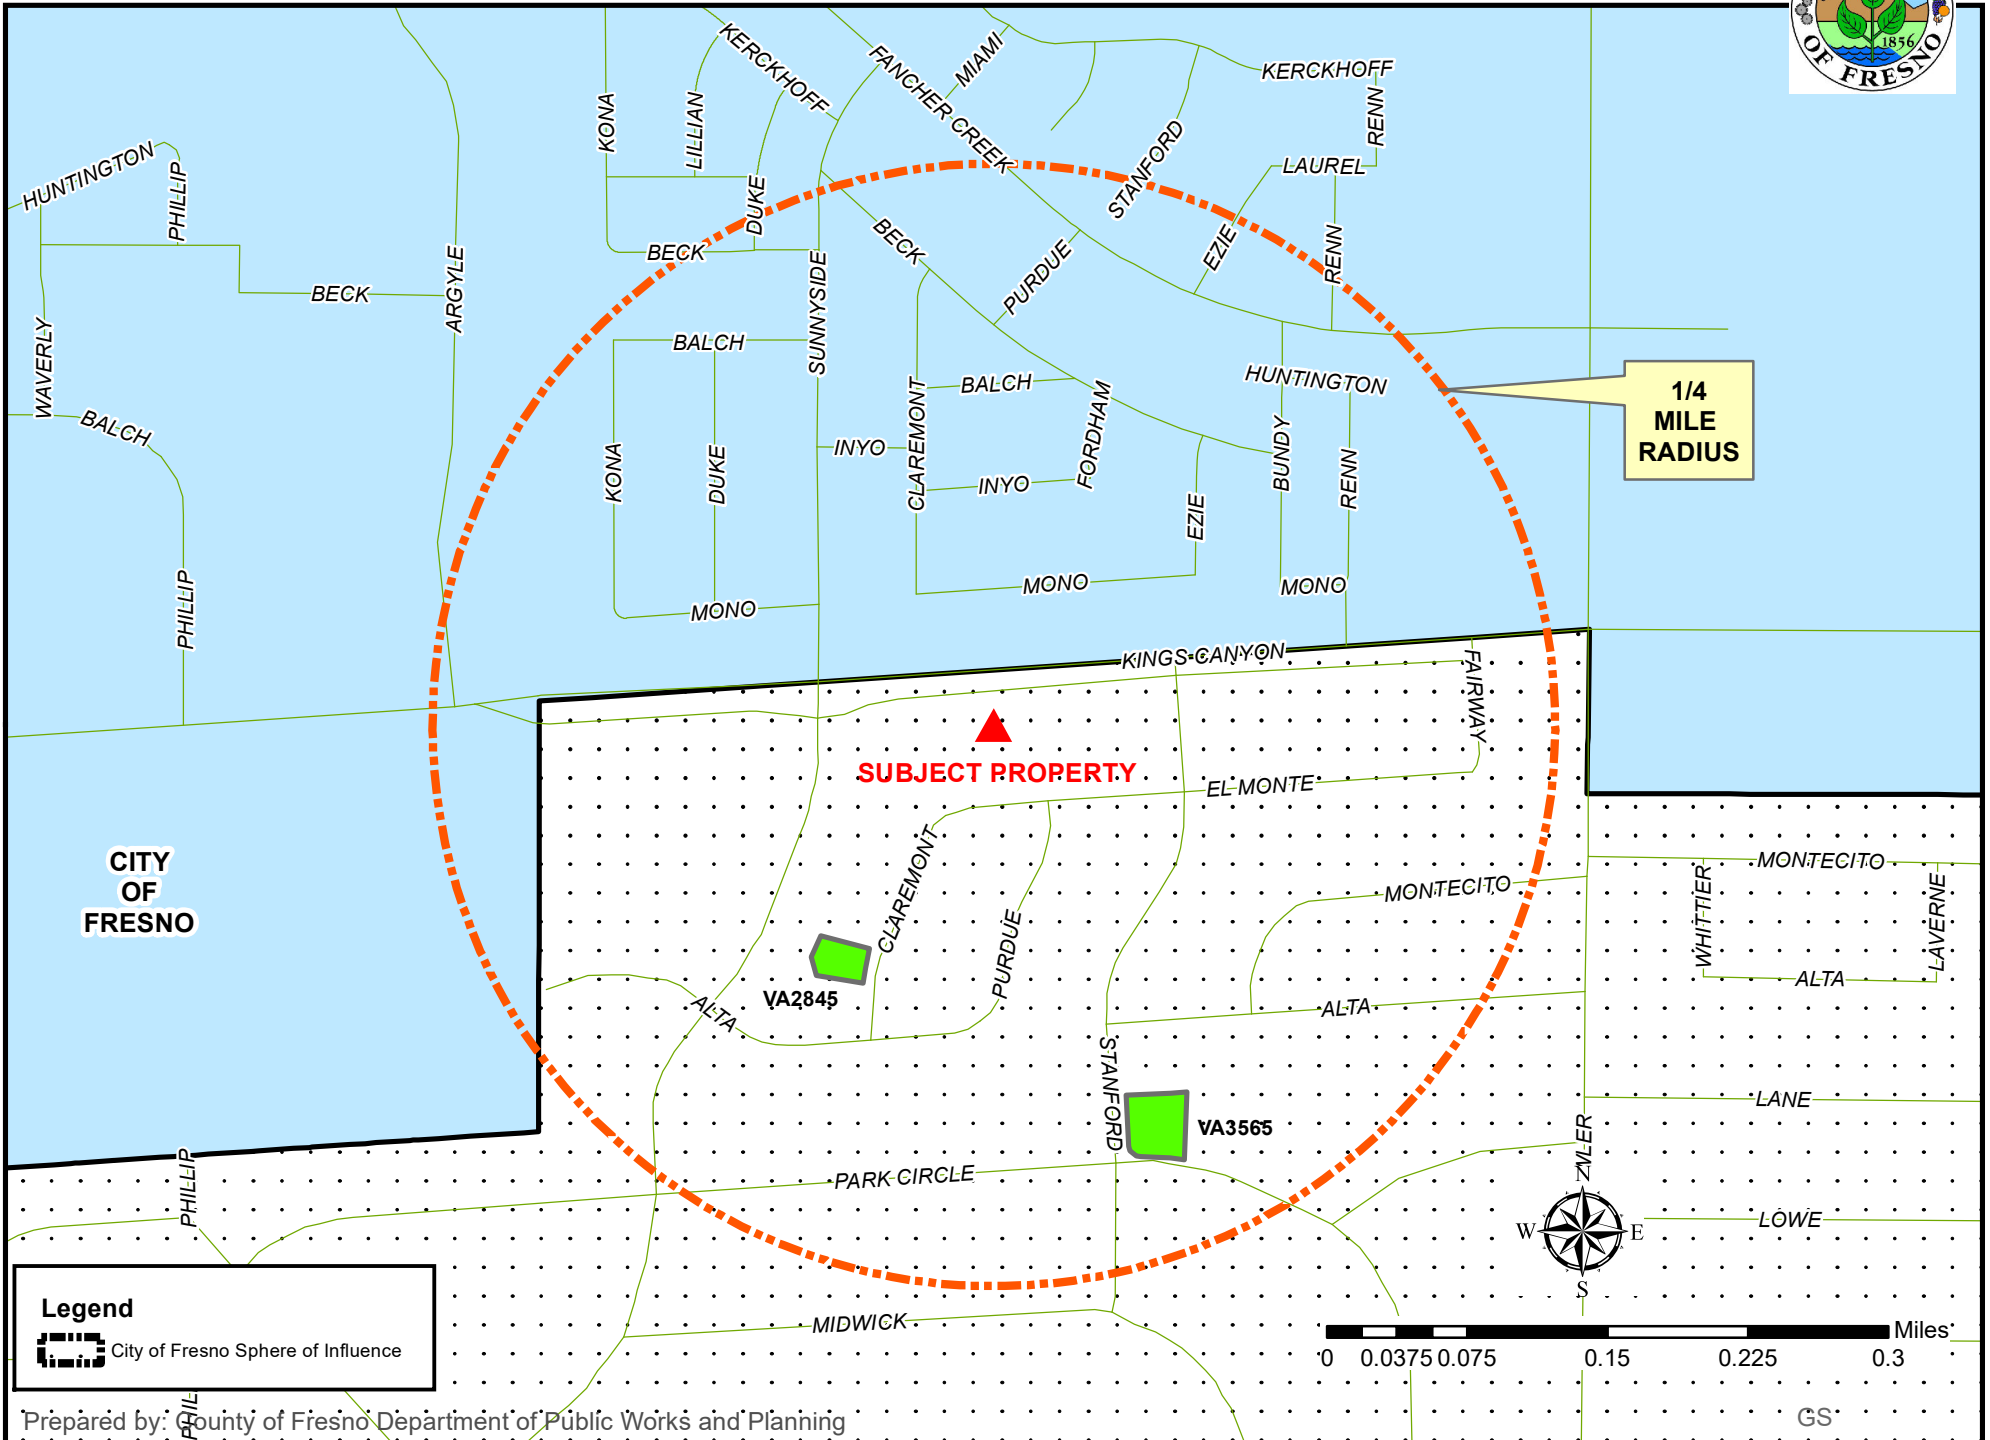 1856
OF FRESNO
KERCKHOFF
FANCHER CREEK
MIAMI
KERCKHOFF
KONA
LILLIAN
RENN
STANFORD
LAUREL
HUNTINGTON
PHILLIP
DUKE
BECK
BECK
PURDUE
EZIE
RENN
ARGYLE
BECK
SUNNYSIDE
WAVERLY
BALCH
BALCH
HUNTINGTON
1/4
MILE
RADIUS
BALCH
CLAREMONT
FORDHAM
INYO
INYO
KONA
DUKE
BUNDY
RENN
EZIE
PHILLIP
MONO
MONO
MONO
KINGS CANYON
FAIRWAY
SUBJECT PROPERTY
EL MONTE
CITY
OF
FRESNO
CLAREMONT
PURDUE
MONTECITO
MONTECITO
WHITTIER
LAVERNE
ALTA
VA2845
ALTA
ALTA
STANFORD
VA3565
LANE
PHILLIP
PARK CIRCLE
N
W
E
S
LOWE
MIDWICK
Legend
City of Fresno Sphere of Influence
Miles
0 0.0375 0.075 0.15 0.225 0.3
Prepared by: County of Fresno Department of Public Works and Planning
GS